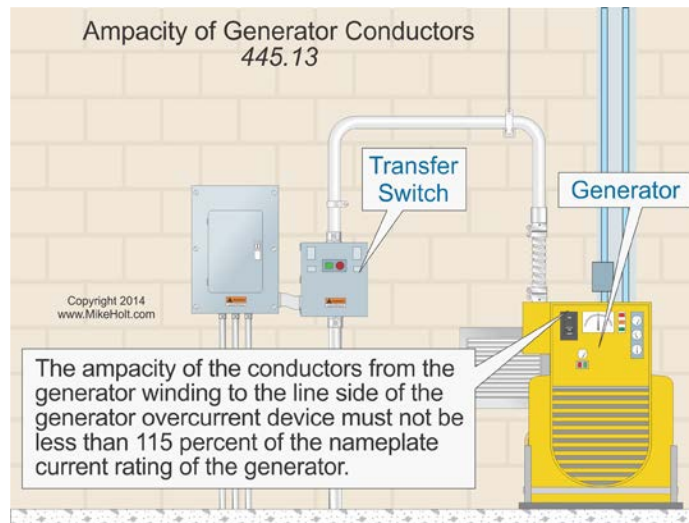 Ampacity of Generator Conductors
445.13
Transfer
Switch
Generator
Copyright 2014
www.MikeHolt.com
The ampacity of the conductors from the
generator winding to the line side of the
generator overcurrent device must not be
less than 115 percent of the nameplate
current rating of the generator.